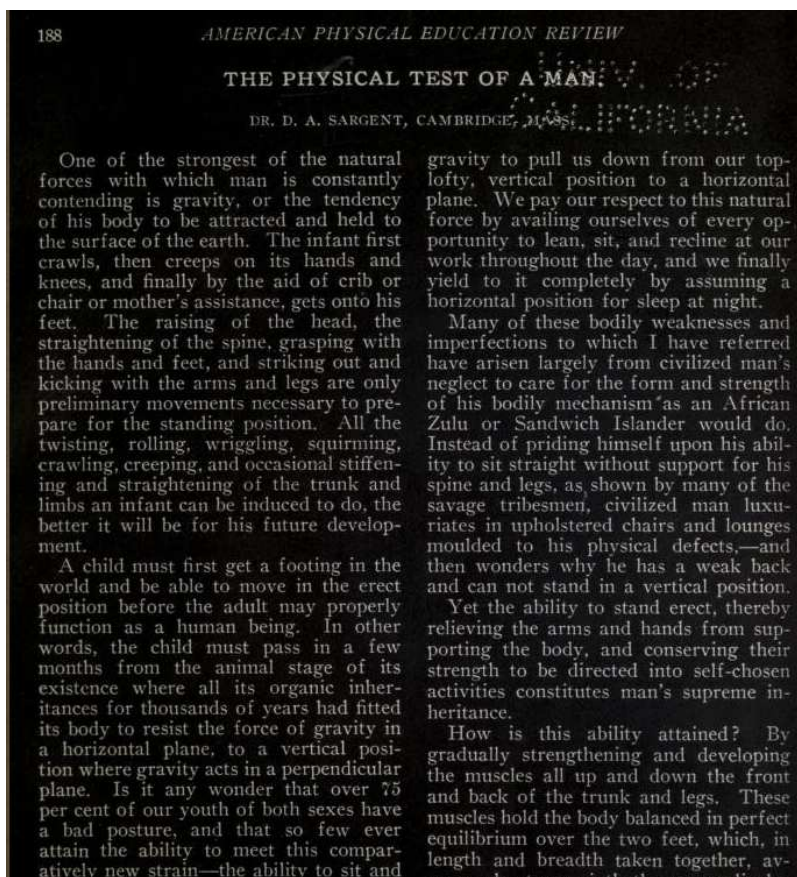 188
AMERICAN PHYSICAL EDUCATION REVIEW
THE PHYSICAL TEST OF A MAN.
UNIV. OF
CALIFORNIA
DR. D. A. SARGENT, CAMBRIDGE, MASS.
One of the strongest of the natural
forces with which man is constantly
contending is gravity, or the tendency
of his body to be attracted and held to
the surface of the earth. The infant first
crawls, then creeps on its hands and
knees, and finally by the aid of crib or
chair or mother's assistance, gets onto his
feet. The raising of the head, the
straightening of the spine, grasping with
the hands and feet, and striking out and
kicking with the arms and legs are only
preliminary movements necessary to pre-
pare for the standing position. All the
twisting, rolling, wriggling, squirming,
crawling, creeping, and occasional stiffen-
ing and straightening of the trunk and
limbs an infant can be induced to do, the
better it will be for his future develop-
ment.
A child must first get a footing in the
world and be able to move in the erect
position before the adult may properly
function as a human being. In other
words, the child must pass in a few
months from the animal stage of its
existence where all its organic inher-
itances for thousands of years had fitted
its body to resist the force of gravity in
a horizontal plane, to a vertical posi-
tion where gravity acts in a perpendicular
plane. Is it any wonder that over 75
per cent of our youth of both sexes have
a bad posture, and that so few ever
attain the ability to meet this compar-
atively new strain—the ability to sit and
gravity to pull us down from our top-
lofty, vertical position to a horizontal
plane. We pay our respect to this natural
force by availing ourselves of every op-
portunity to lean, sit, and recline at our
work throughout the day, and we finally
yield to it completely by assuming a
horizontal position for sleep at night.
Many of these bodily weaknesses and
imperfections to which I have referred
have arisen largely from civilized man's
neglect to care for the form and strength
of his bodily mechanism as an African
Zulu or Sandwich Islander would do.
Instead of priding himself upon his abil-
ity to sit straight without support for his
spine and legs, as shown by many of the
savage tribesmen, civilized man luxu-
riates in upholstered chairs and lounges
moulded to his physical defects,—and
then wonders why he has a weak back
and can not stand in a vertical position.
Yet the ability to stand erect, thereby
relieving the arms and hands from sup-
porting the body, and conserving their
strength to be directed into self-chosen
activities constitutes man's supreme in-
heritance.
How is this ability attained? By
gradually strengthening and developing
the muscles all up and down the front
and back of the trunk and legs. These
muscles hold the body balanced in perfect
equilibrium over the two feet, which, in
length and breadth taken together, av-